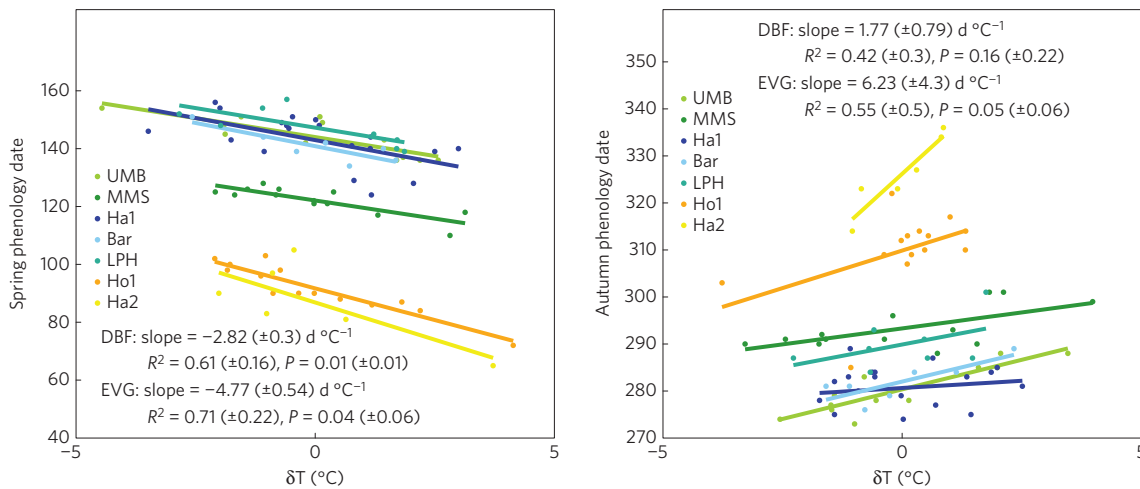 160
140
120
100
80
60
40
Spring phenology date
UMB
MMS
Ha1
Bar
LPH
Ho1
Ha2
DBF: slope = −2.82 (±0.3) d °C⁻¹
R² = 0.61 (±0.16), P = 0.01 (±0.01)
EVG: slope = −4.77 (±0.54) d °C⁻¹
R² = 0.71 (±0.22), P = 0.04 (±0.06)
−5 0 5
δT (°C)
DBF: slope = 1.77 (±0.79) d °C⁻¹
R² = 0.42 (±0.3), P = 0.16 (±0.22)
EVG: slope = 6.23 (±4.3) d °C⁻¹
R² = 0.55 (±0.5), P = 0.05 (±0.06)
350
340
330
320
310
300
290
280
270
Autumn phenology date
UMB
MMS
Ha1
Bar
LPH
Ho1
Ha2
−5 0 5
δT (°C)